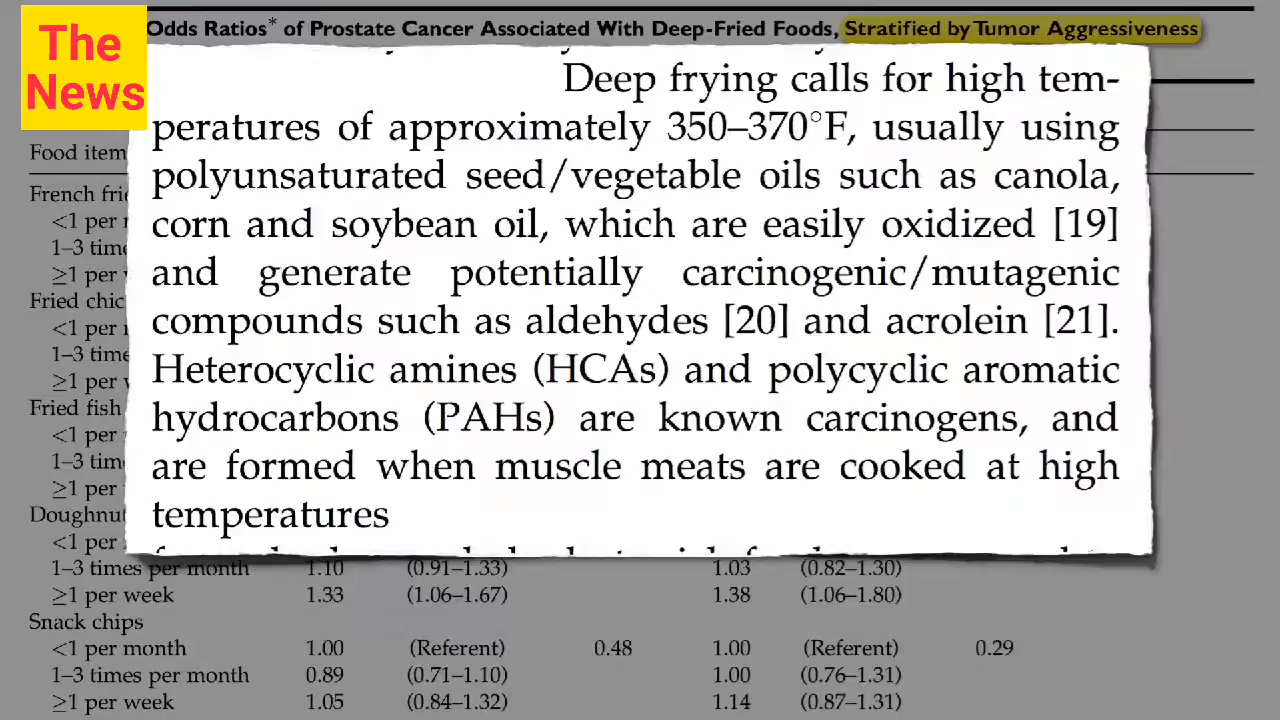 The
News
Odds Ratios* of Prostate Cancer Associated With Deep-Fried Foods, Stratified by Tumor Aggressiveness
Deep frying calls for high tem-
peratures of approximately 350–370°F, usually using
polyunsaturated seed/vegetable oils such as canola,
corn and soybean oil, which are easily oxidized [19]
and generate potentially carcinogenic/mutagenic
compounds such as aldehydes [20] and acrolein [21].
Heterocyclic amines (HCAs) and polycyclic aromatic
hydrocarbons (PAHs) are known carcinogens, and
are formed when muscle meats are cooked at high
temperatures
Food item
French
<1 per
1–3 times
≥1 per
Fried
<1 per
1–3
≥1 per
Fried fish
<1 per
1–3
≥1 per
<1 per
1–3 times per month 1.10 (0.91–1.33) 1.03 (0.82–1.30)
≥1 per week 1.33 (1.06–1.67) 1.38 (1.06–1.80)
Snack chips
<1 per month 1.00 (Referent) 0.48 1.00 (Referent) 0.29
1–3 times per month 0.89 (0.71–1.10) 1.00 (0.76–1.31)
≥1 per week 1.05 (0.84–1.32) 1.14 (0.87–1.31)